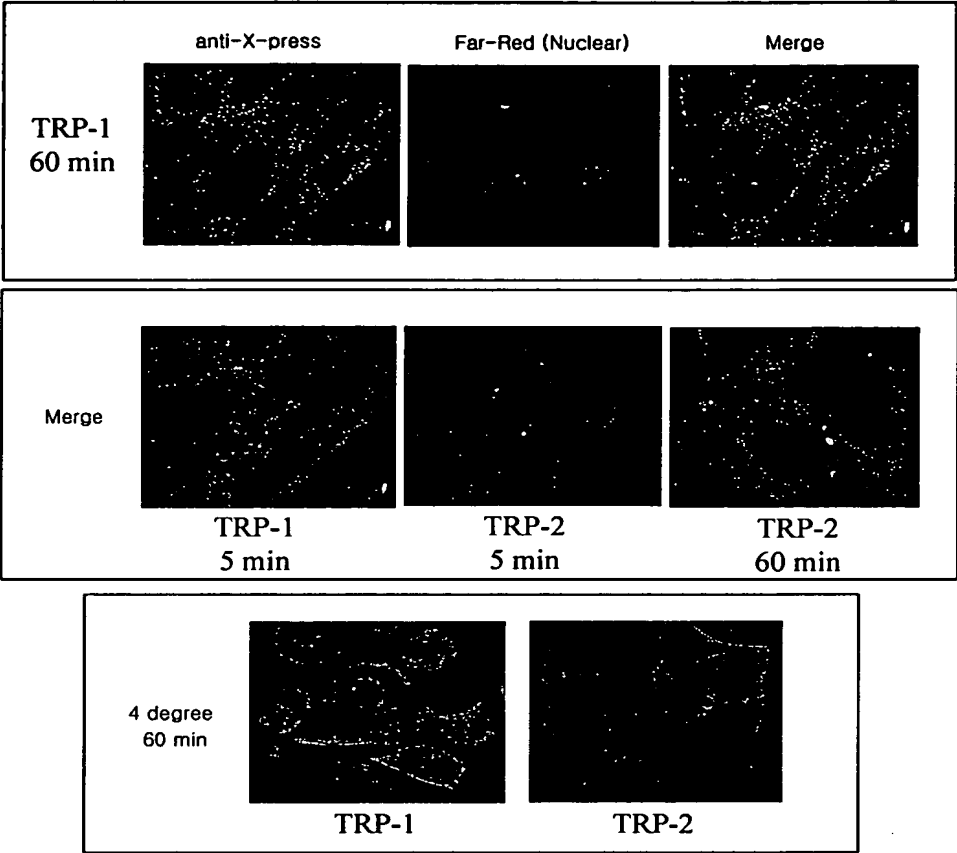 anti-X-press
Far-Red (Nuclear)
Merge
TRP-1
60 min
Merge
TRP-1
5 min
TRP-2
5 min
TRP-2
60 min
4 degree
60 min
TRP-1
TRP-2